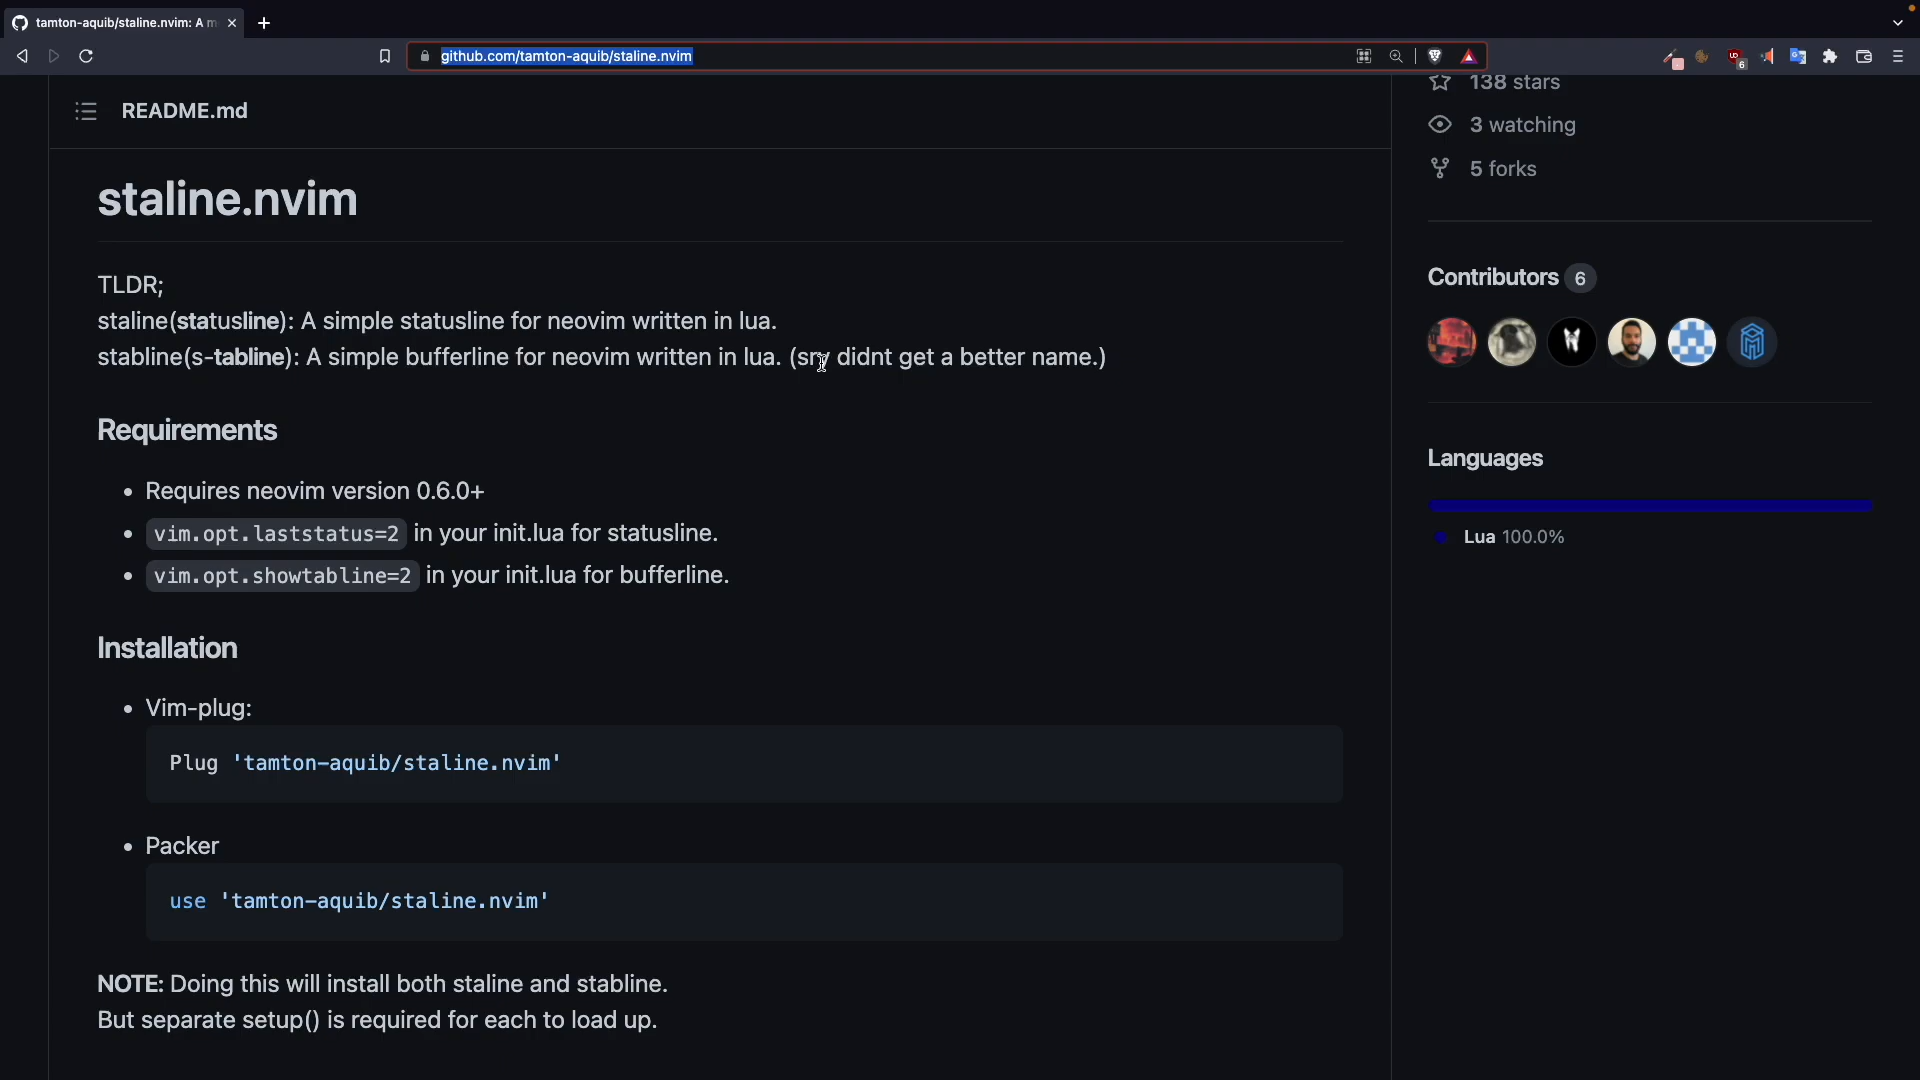 tamton-aquib/staline.nvim: A m
github.com/tamton-aquib/staline.nvim
6
README.md
138 stars
3 watching
5 forks
staline.nvim
TLDR;
staline(statusline): A simple statusline for neovim written in lua.
stabline(s-tabline): A simple bufferline for neovim written in lua. (sry didnt get a better name.)
Contributors 6
Requirements
Requires neovim version 0.6.0+
vim.opt.laststatus=2 in your init.lua for statusline.
vim.opt.showtabline=2 in your init.lua for bufferline.
Languages
Lua 100.0%
Installation
Vim-plug:
Plug 'tamton-aquib/staline.nvim'
Packer
use 'tamton-aquib/staline.nvim'
NOTE: Doing this will install both staline and stabline.
But separate setup() is required for each to load up.